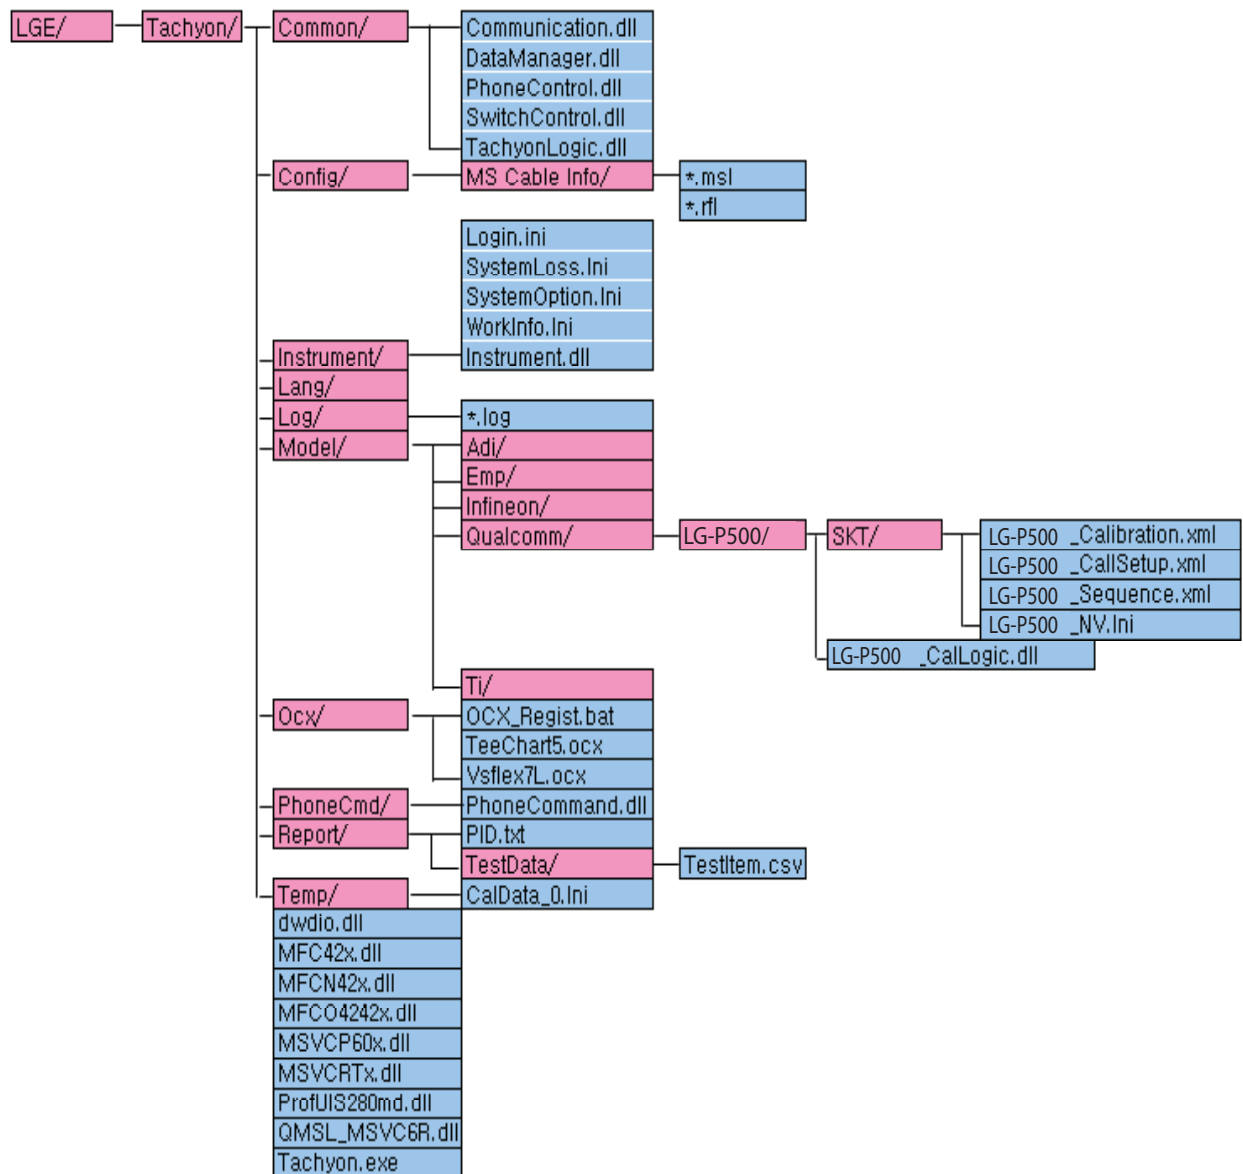 LGE/
Tachyon/
Common/
Communication.dll
DataManager.dll
PhoneControl.dll
SwitchControl.dll
TachyonLogic.dll
Config/
MS Cable Info/
*.msl
*.rfl
Login.ini
SystemLoss.Ini
SystemOption.Ini
WorkInfo.Ini
Instrument/
Instrument.dll
Lang/
Log/
*.log
Model/
Adi/
Emp/
Infineon/
Qualcomm/
LG-P500/
SKT/
LG-P500 _Calibration.xml
LG-P500 _CallSetup.xml
LG-P500 _Sequence.xml
LG-P500 _NV.Ini
LG-P500 _CalLogic.dll
Ti/
Ocx/
OCX_Regist.bat
TeeChart5.ocx
Vsflex7L.ocx
PhoneCmd/
PhoneCommand.dll
Report/
PID.txt
TestData/
TestItem.csv
Temp/
CalData_0.Ini
dwdio.dll
MFC42x.dll
MFCN42x.dll
MFCO4242x.dll
MSVCP60x.dll
MSVCRTx.dll
ProfUIS280md.dll
QMSL_MSVC6R.dll
Tachyon.exe